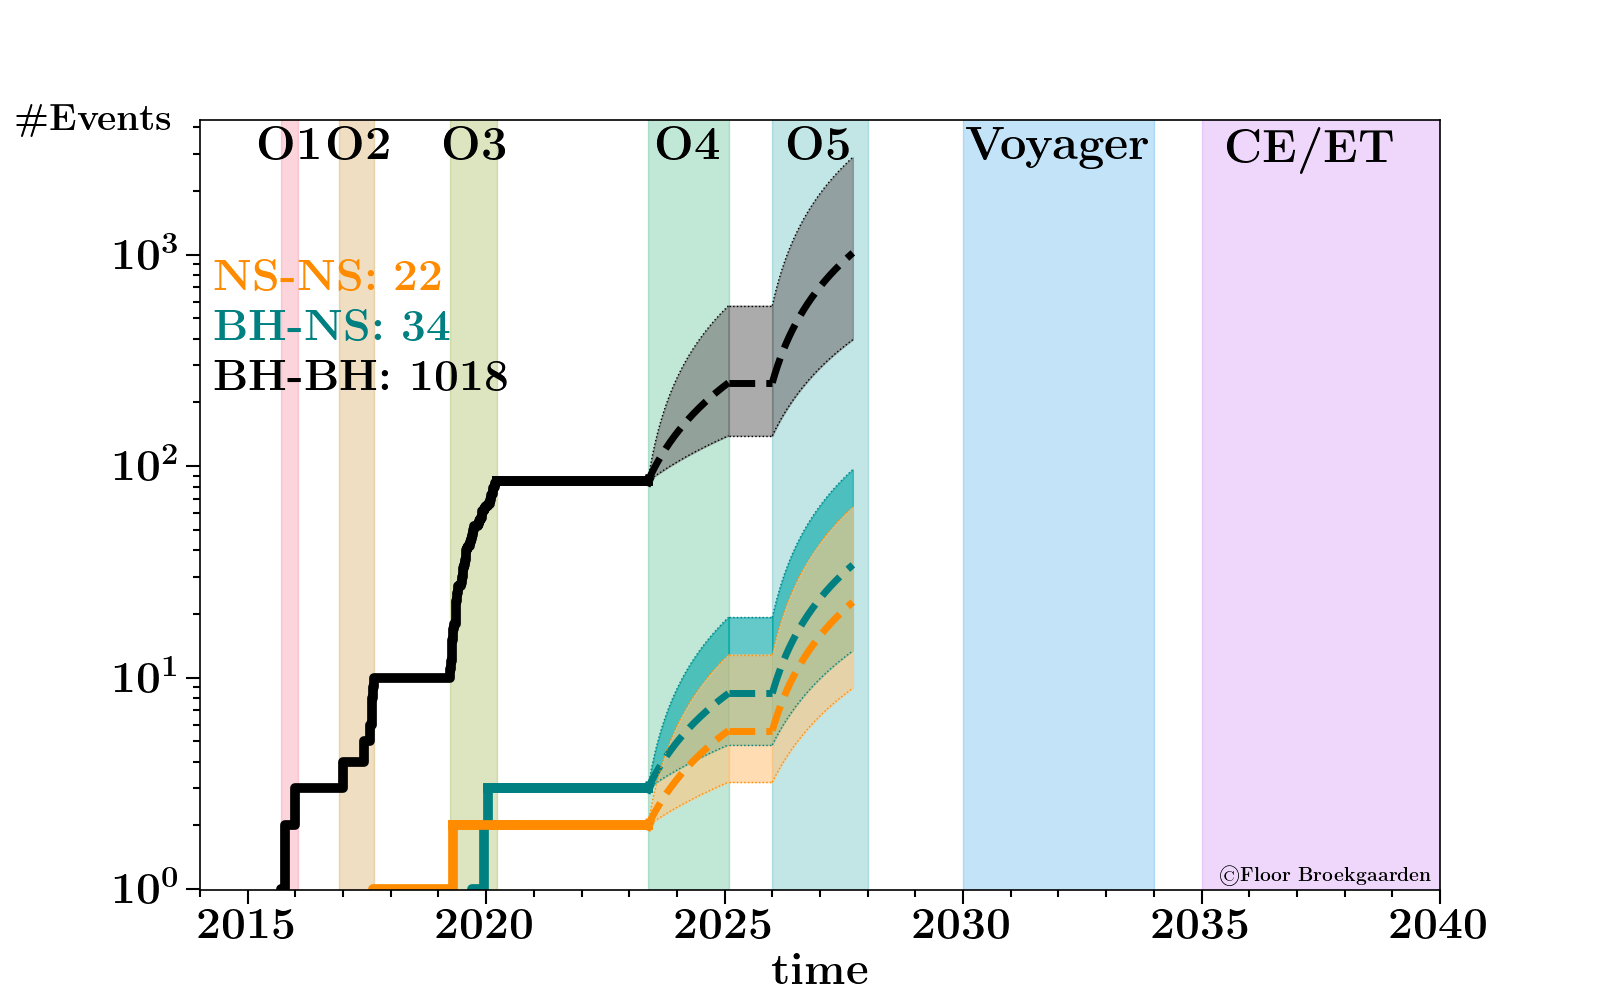 #Events
O1 O2 O3 O4 O5 Voyager CE/ET
10³
NS-NS: 22
BH-NS: 34
BH-BH: 1018
10²
10¹
10⁰
©Floor Broekgaarden
2015 2020 2025 2030 2035 2040
time